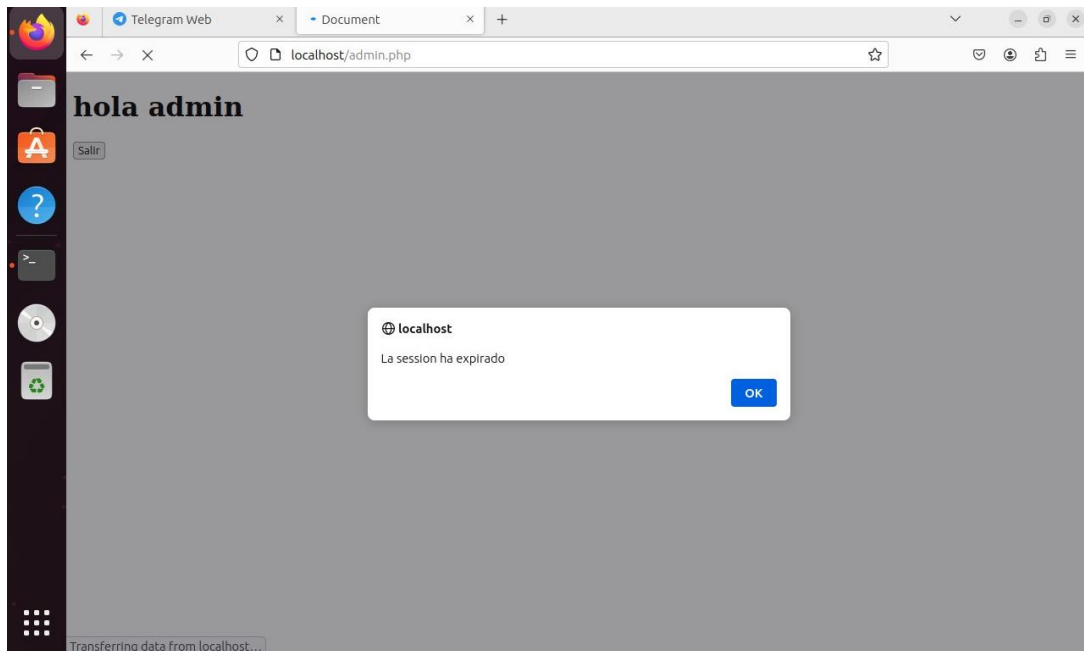 Telegram Web
Document
localhost/admin.php
hola admin
Salir
localhost
La session ha expirado
OK
Transferring data from localhost...